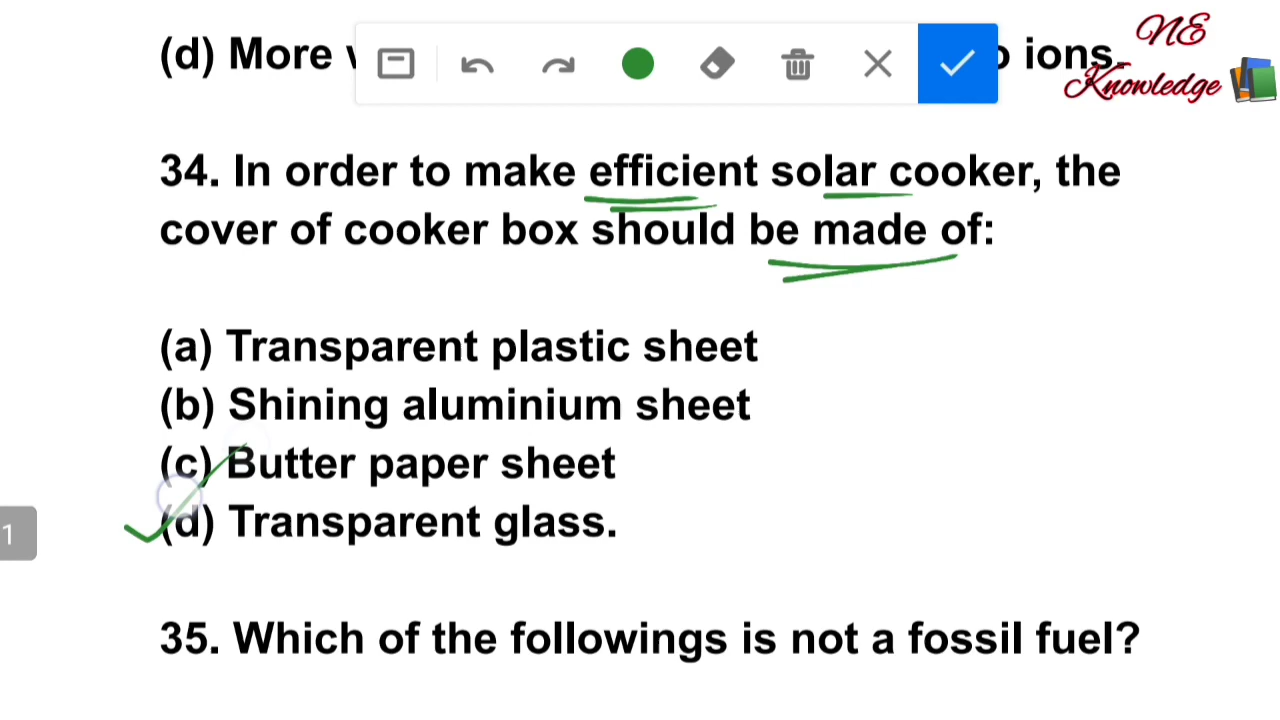 (d) More ions.
NE
Knowledge
34. In order to make efficient solar cooker, the
cover of cooker box should be made of:
(a) Transparent plastic sheet
(b) Shining aluminium sheet
(c) Butter paper sheet
(d) Transparent glass.
1
35. Which of the followings is not a fossil fuel?